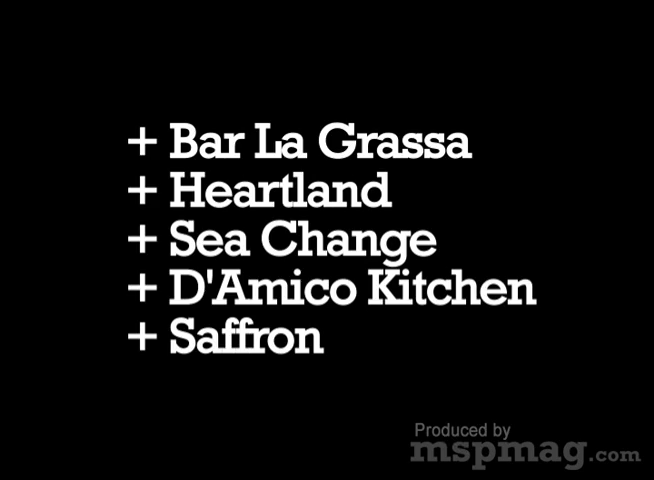 + Bar La Grassa
+ Heartland
+ Sea Change
+ D'Amico Kitchen
+ Saffron
Produced by
mspmag.com